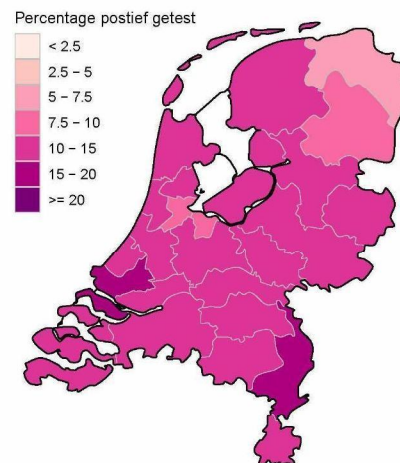 Percentage postief getest
< 2.5
2.5 – 5
5 – 7.5
7.5 – 10
10 – 15
15 – 20
>= 20